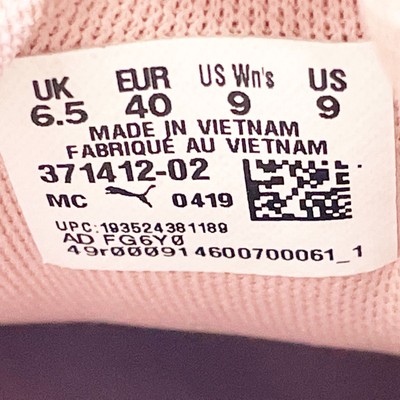 UK EUR US Wn's US
6.5 40 9 9
MADE IN VIETNAM
FABRIQUÉ AU VIETNAM
371412-02
MC 0419
UPC:193524381189
AD FG6Y0
49r000914600700061_1